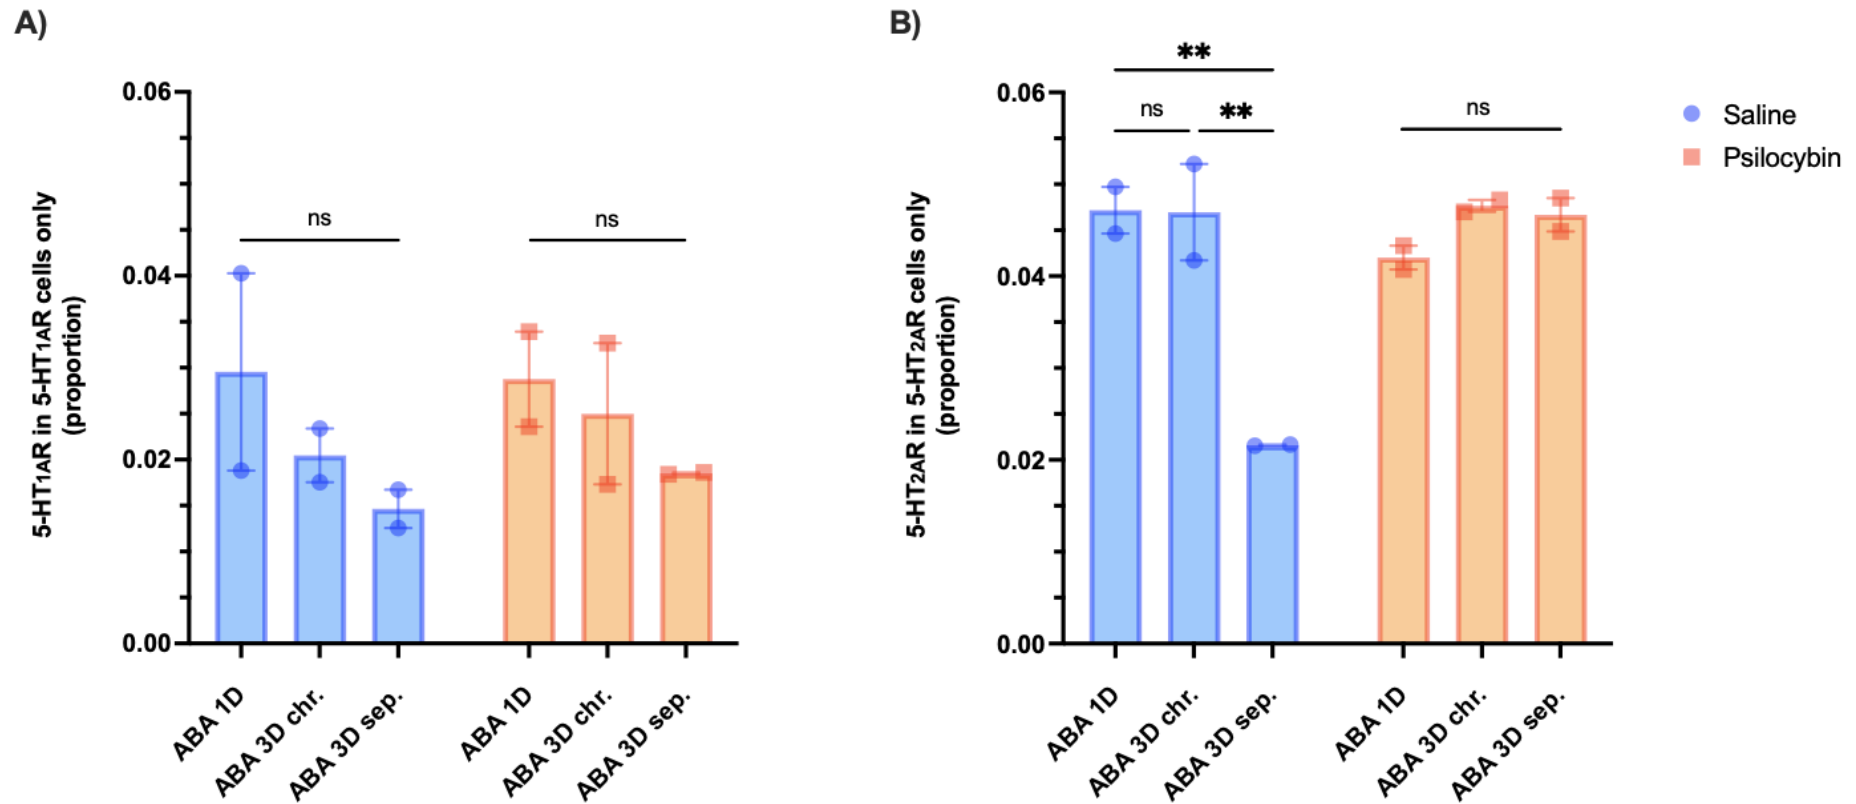 A)
5-HT1AR in 5-HT1AR cells only
(proportion)
0.06
0.04
0.02
0.00
ns
ns
ABA 1D
ABA 3D chr.
ABA 3D sep.
ABA 1D
ABA 3D chr.
ABA 3D sep.
B)
5-HT2AR in 5-HT2AR cells only
(proportion)
0.06
0.04
0.02
0.00
**
ns
**
ns
ABA 1D
ABA 3D chr.
ABA 3D sep.
ABA 1D
ABA 3D chr.
ABA 3D sep.
Saline
Psilocybin